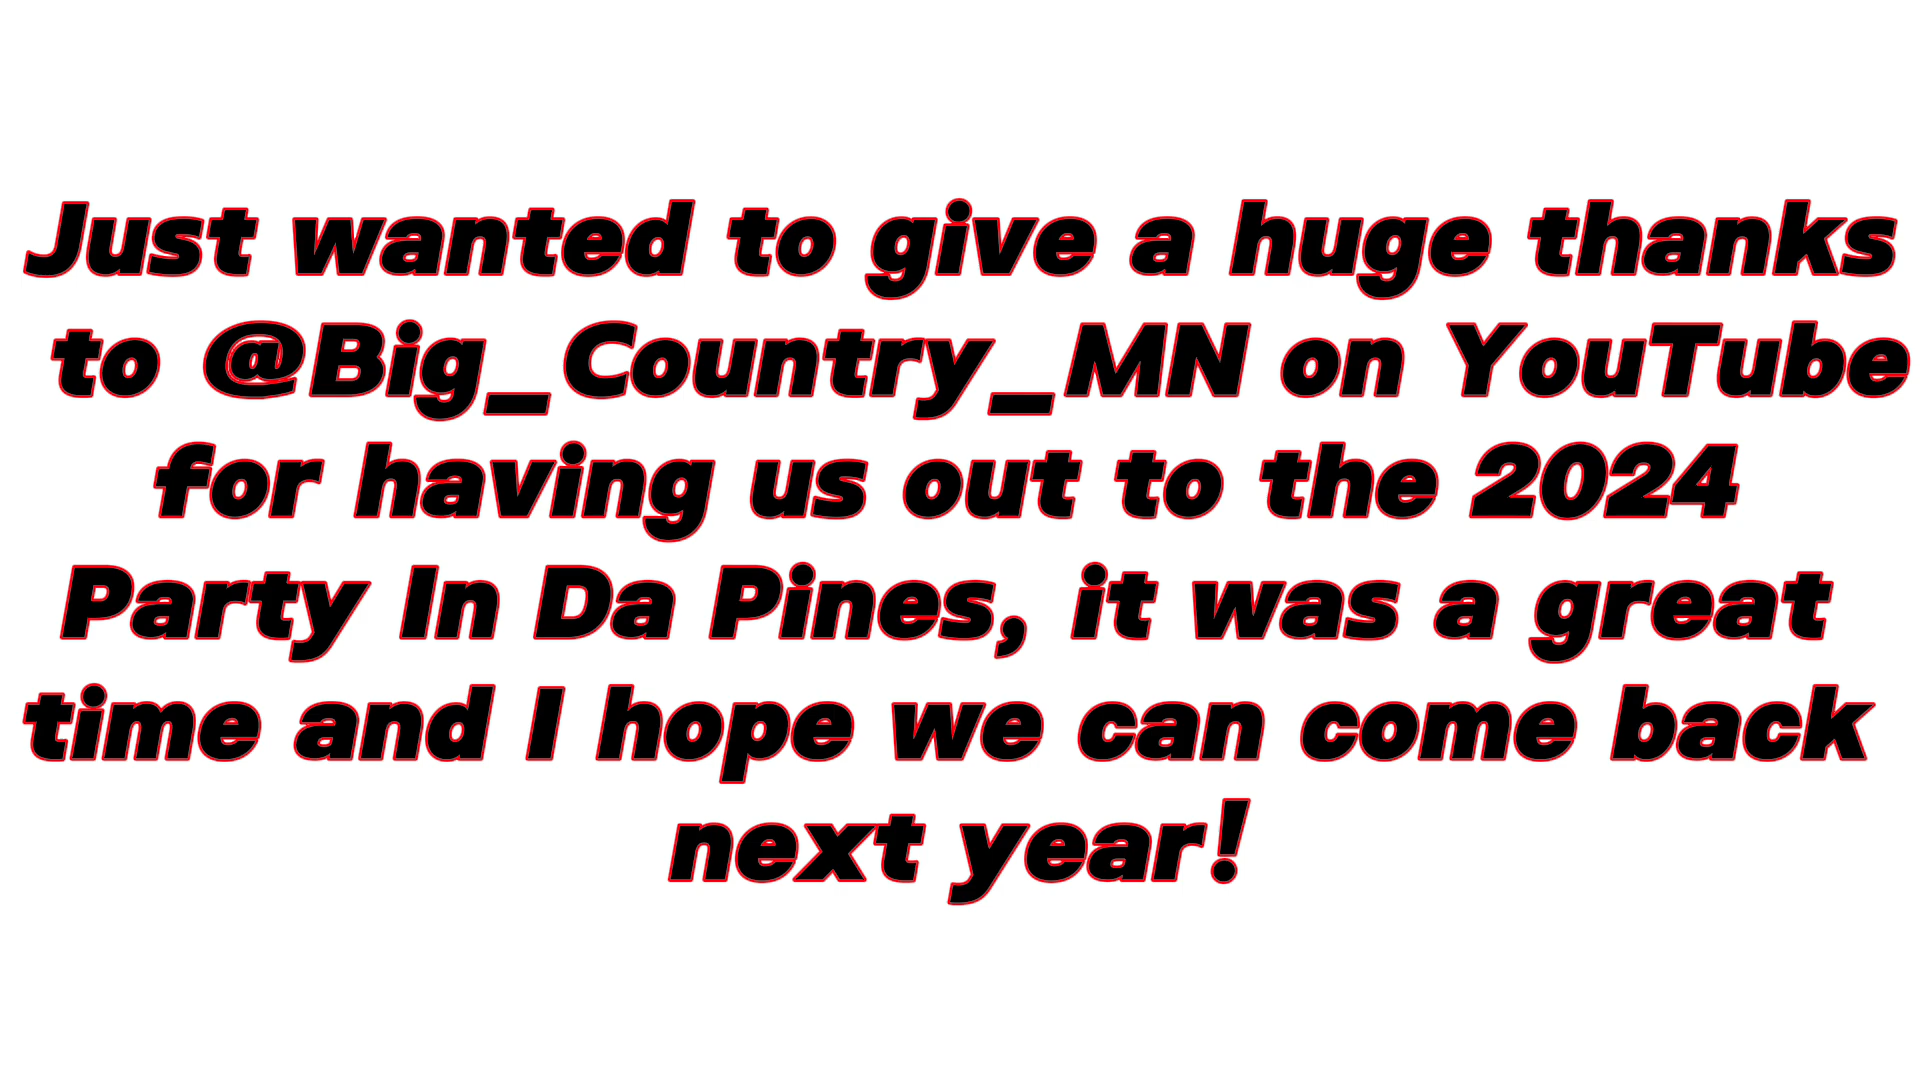 Just wanted to give a huge thanks
to @Big_Country_MN on YouTube
for having us out to the 2024
Party In Da Pines, it was a great
time and I hope we can come back
next year!